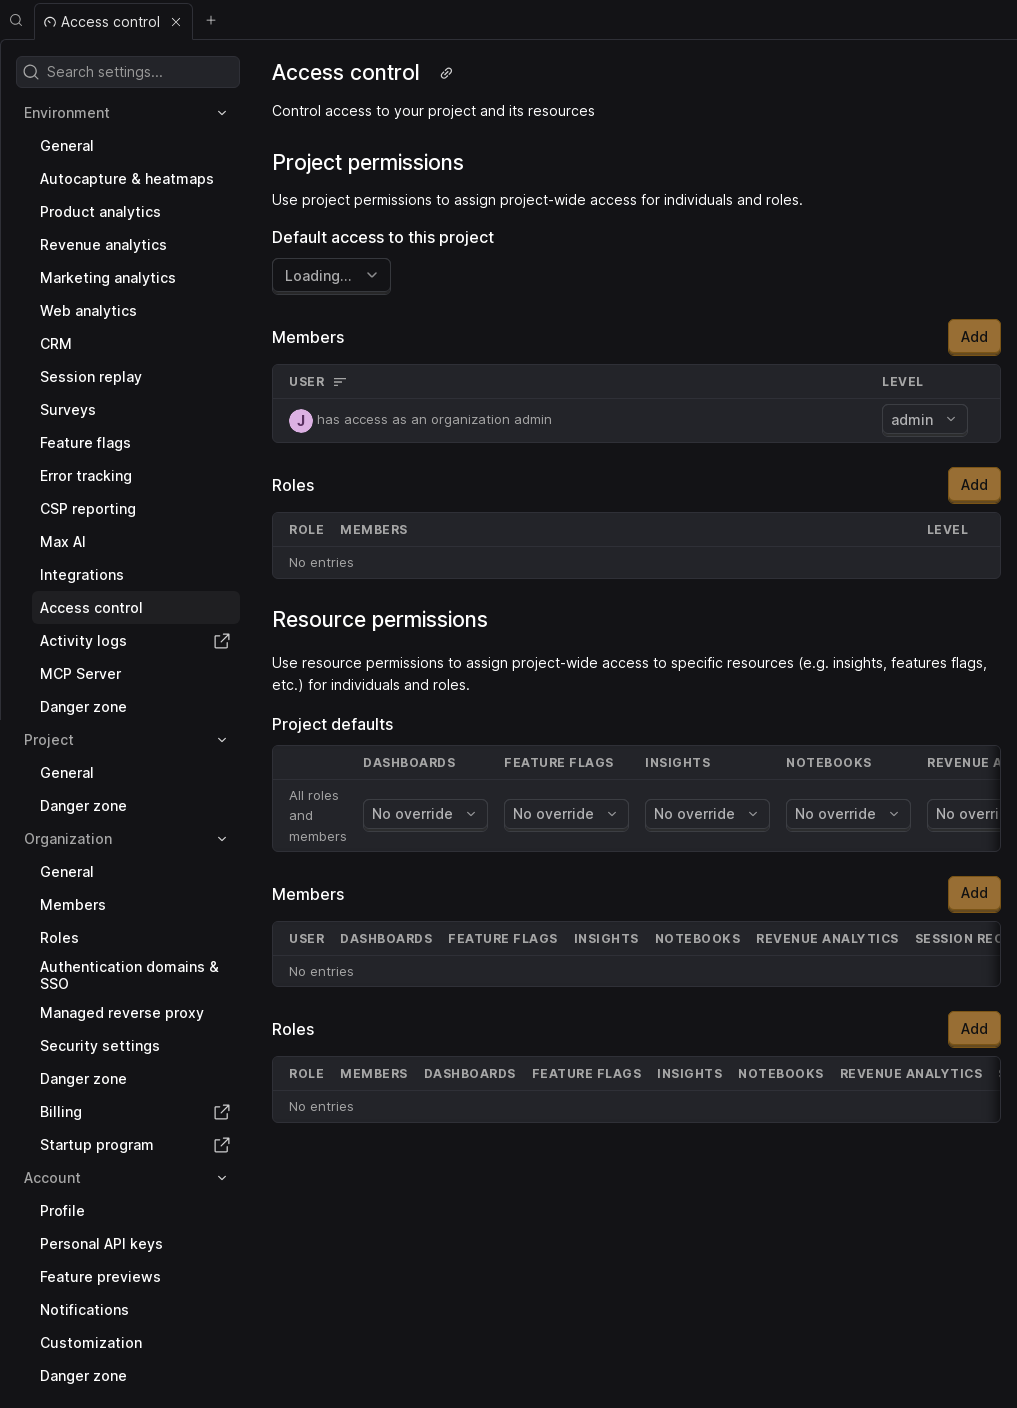 Access control
Search settings...
Environment
General
Autocapture & heatmaps
Product analytics
Revenue analytics
Marketing analytics
Web analytics
CRM
Session replay
Surveys
Feature flags
Error tracking
CSP reporting
Max AI
Integrations
Access control
Activity logs
MCP Server
Danger zone
Project
General
Danger zone
Organization
General
Members
Roles
Authentication domains &
SSO
Managed reverse proxy
Security settings
Danger zone
Billing
Startup program
Account
Profile
Personal API keys
Feature previews
Notifications
Customization
Danger zone
Access control
Control access to your project and its resources
Project permissions
Use project permissions to assign project-wide access for individuals and roles.
Default access to this project
Loading...
Members Add
USER LEVEL
J has access as an organization admin admin
Roles Add
ROLE MEMBERS LEVEL
No entries
Resource permissions
Use resource permissions to assign project-wide access to specific resources (e.g. insights, features flags,
etc.) for individuals and roles.
Project defaults
DASHBOARDS FEATURE FLAGS INSIGHTS NOTEBOOKS REVENUE A
All roles
and
members
No override No override No override No override No overri
Members Add
USER DASHBOARDS FEATURE FLAGS INSIGHTS NOTEBOOKS REVENUE ANALYTICS SESSION REC
No entries
Roles Add
ROLE MEMBERS DASHBOARDS FEATURE FLAGS INSIGHTS NOTEBOOKS REVENUE ANALYTICS
No entries